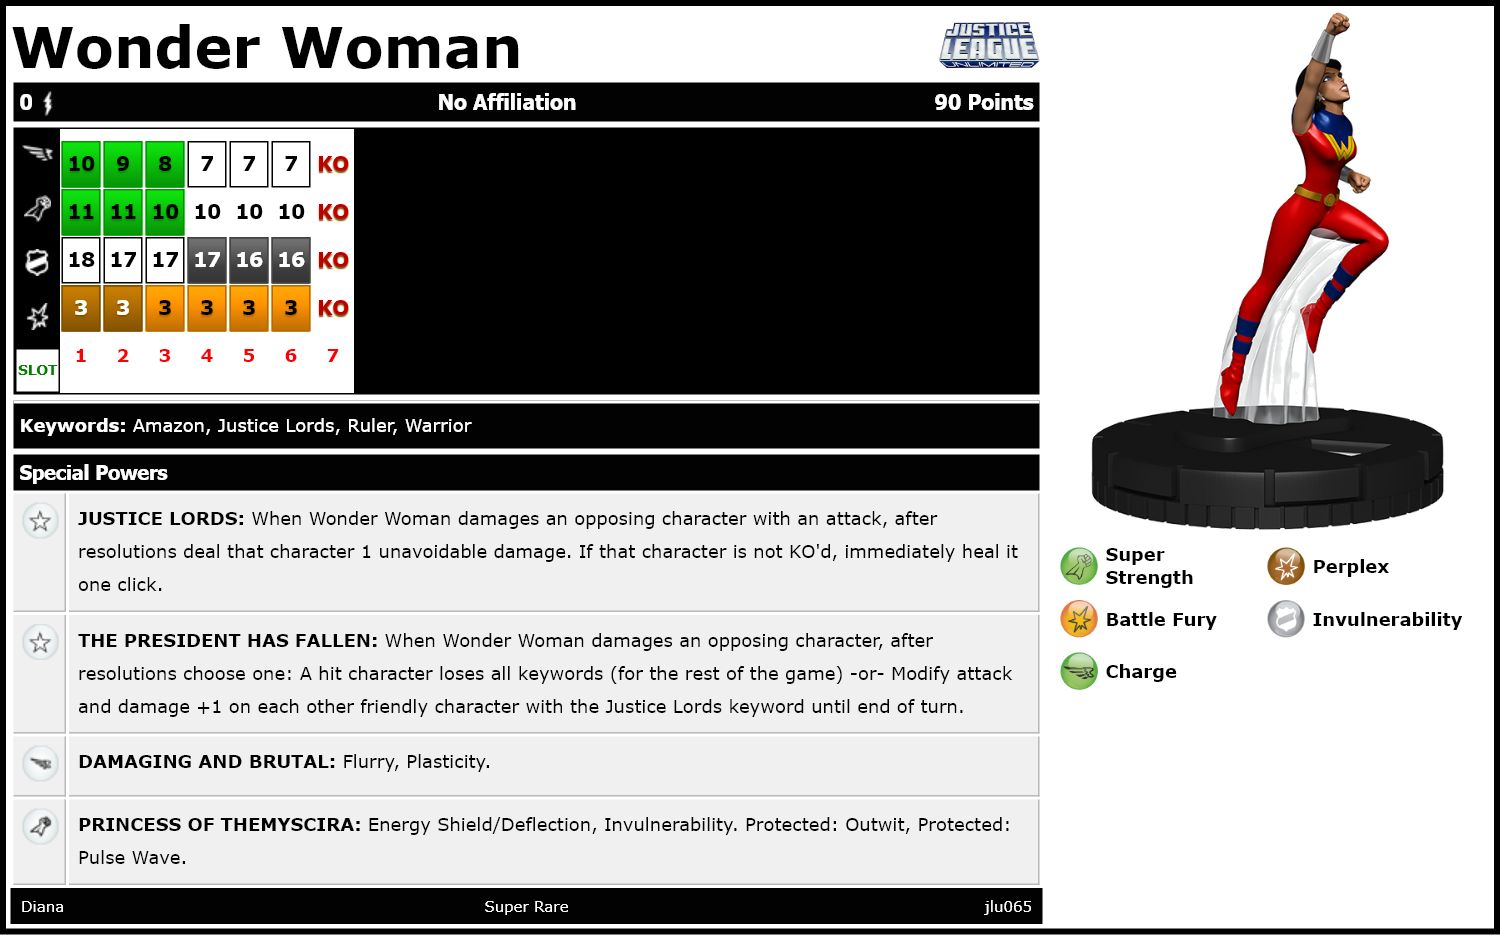 Wonder Woman
JUSTICE
LEAGUE
UNLIMITED
0 No Affiliation 90 Points
10 9 8 7 7 7 KO
11 11 10 10 10 10 KO
18 17 17 17 16 16 KO
3 3 3 3 3 3 KO
SLOT 1 2 3 4 5 6 7
Keywords: Amazon, Justice Lords, Ruler, Warrior
Special Powers
JUSTICE LORDS: When Wonder Woman damages an opposing character with an attack, after
resolutions deal that character 1 unavoidable damage. If that character is not KO'd, immediately heal it
one click.
THE PRESIDENT HAS FALLEN: When Wonder Woman damages an opposing character, after
resolutions choose one: A hit character loses all keywords (for the rest of the game) -or- Modify attack
and damage +1 on each other friendly character with the Justice Lords keyword until end of turn.
DAMAGING AND BRUTAL: Flurry, Plasticity.
PRINCESS OF THEMYSCIRA: Energy Shield/Deflection, Invulnerability. Protected: Outwit, Protected:
Pulse Wave.
Diana Super Rare jlu065
W
Super
Strength
Perplex
Battle Fury
Invulnerability
Charge